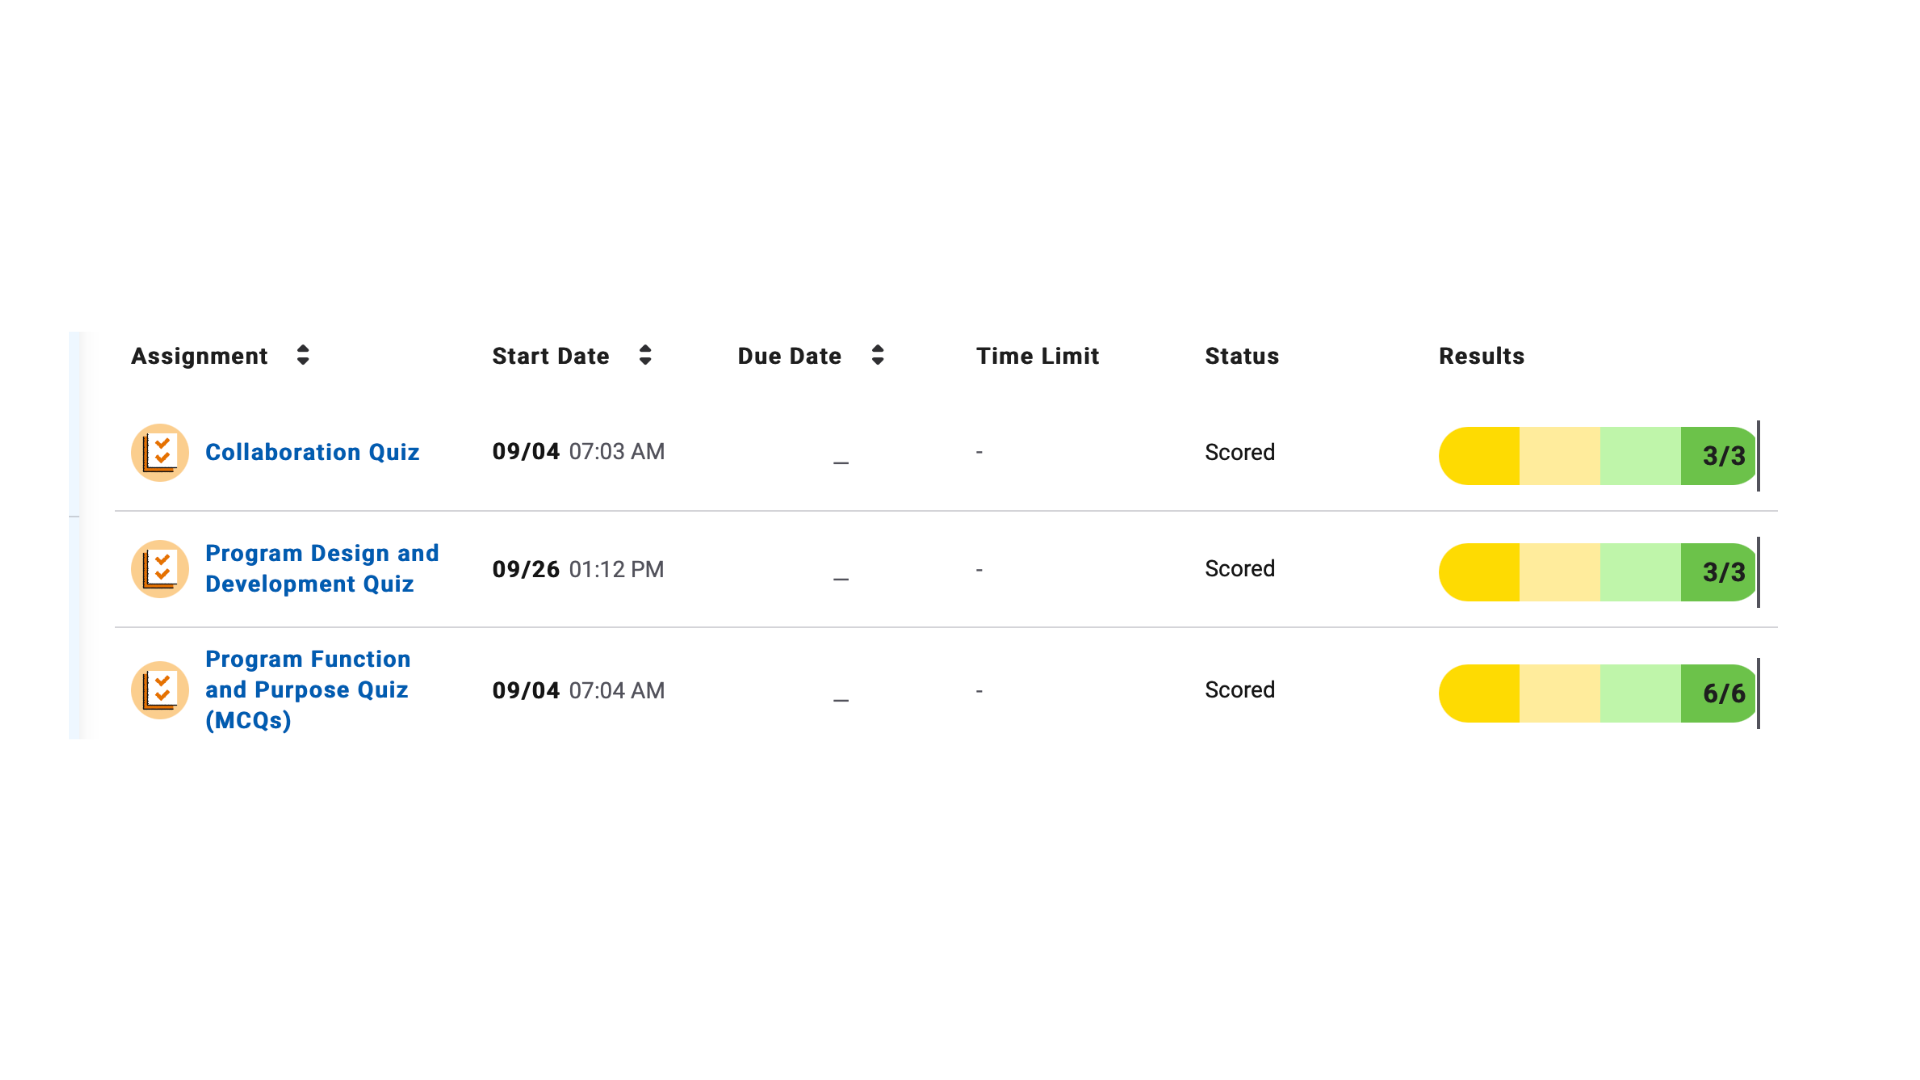 Assignment Start Date Due Date Time Limit Status Results
Collaboration Quiz 09/04 07:03 AM _ - Scored 3/3
Program Design and
Development Quiz 09/26 01:12 PM _ - Scored 3/3
Program Function
and Purpose Quiz 09/04 07:04 AM _ - Scored 6/6
(MCQs)